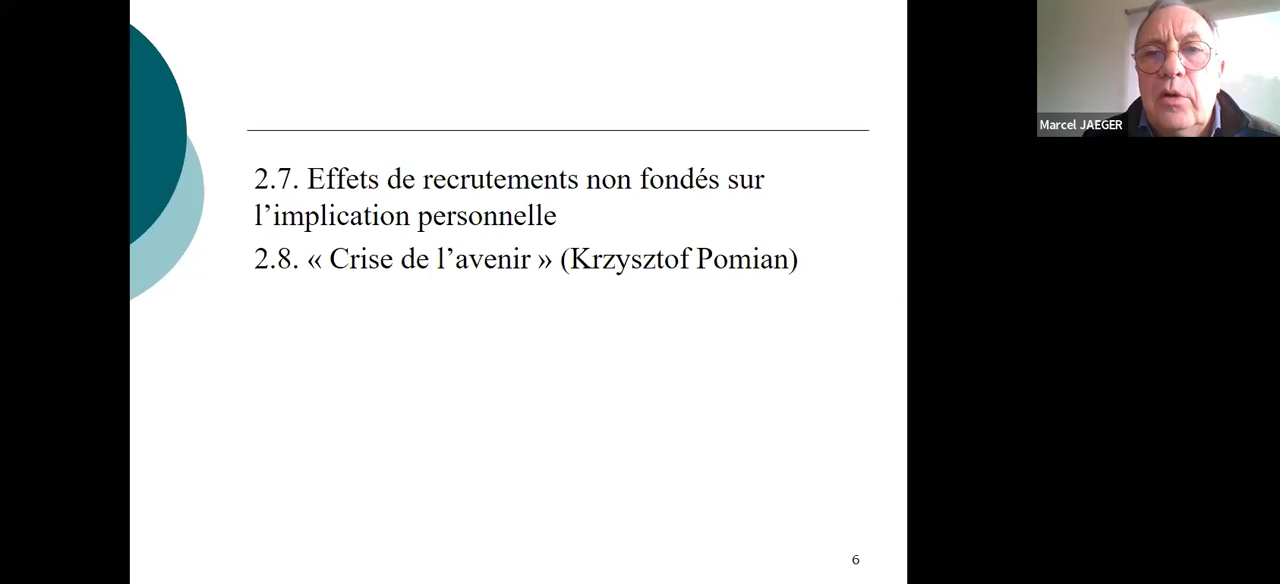 2.7. Effets de recrutements non fondés sur
l’implication personnelle
2.8. « Crise de l’avenir » (Krzysztof Pomian)
6
Marcel JAEGER